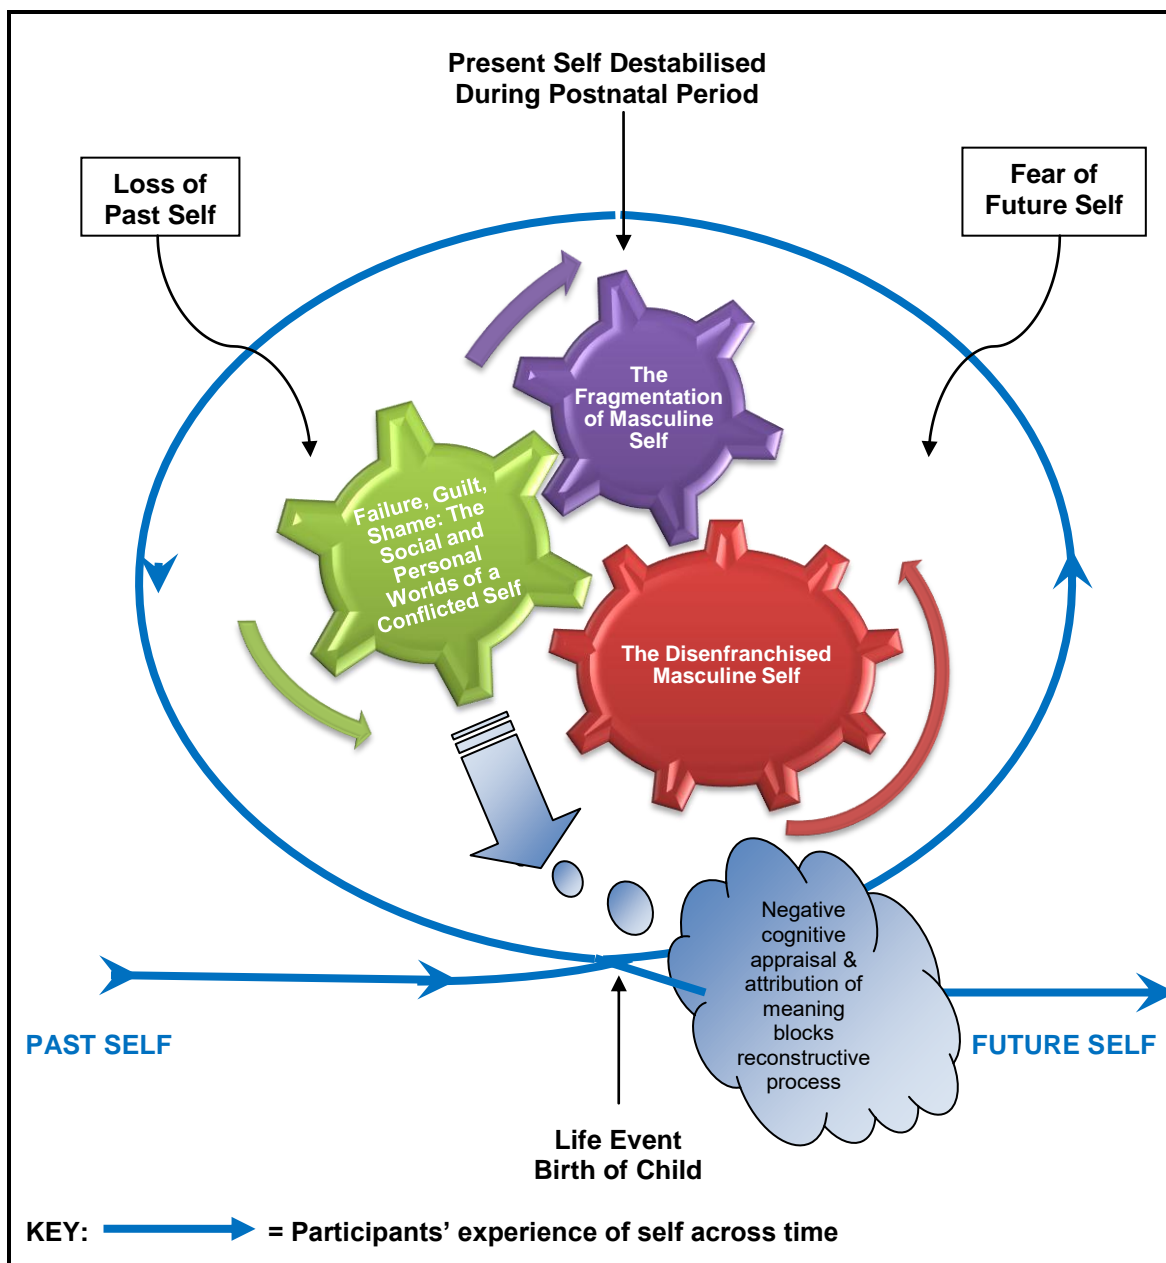 Present Self Destabilised
During Postnatal Period
Loss of
Past Self
Fear of
Future Self
The
Fragmentation
of Masculine
Self
Failure, Guilt,
Shame: The
Social and
Personal
Worlds of a
Conflicted Self
The Disenfranchised
Masculine Self
Negative
cognitive
appraisal &
attribution of
meaning
blocks
reconstructive
process
PAST SELF
FUTURE SELF
Life Event
Birth of Child
KEY: = Participants’ experience of self across time